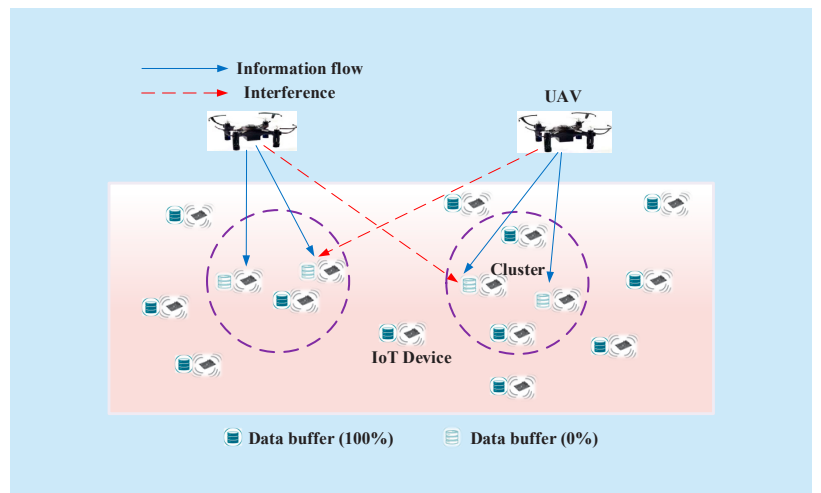 Information flow
Interference
UAV
Cluster
IoT Device
Data buffer (100%)
Data buffer (0%)